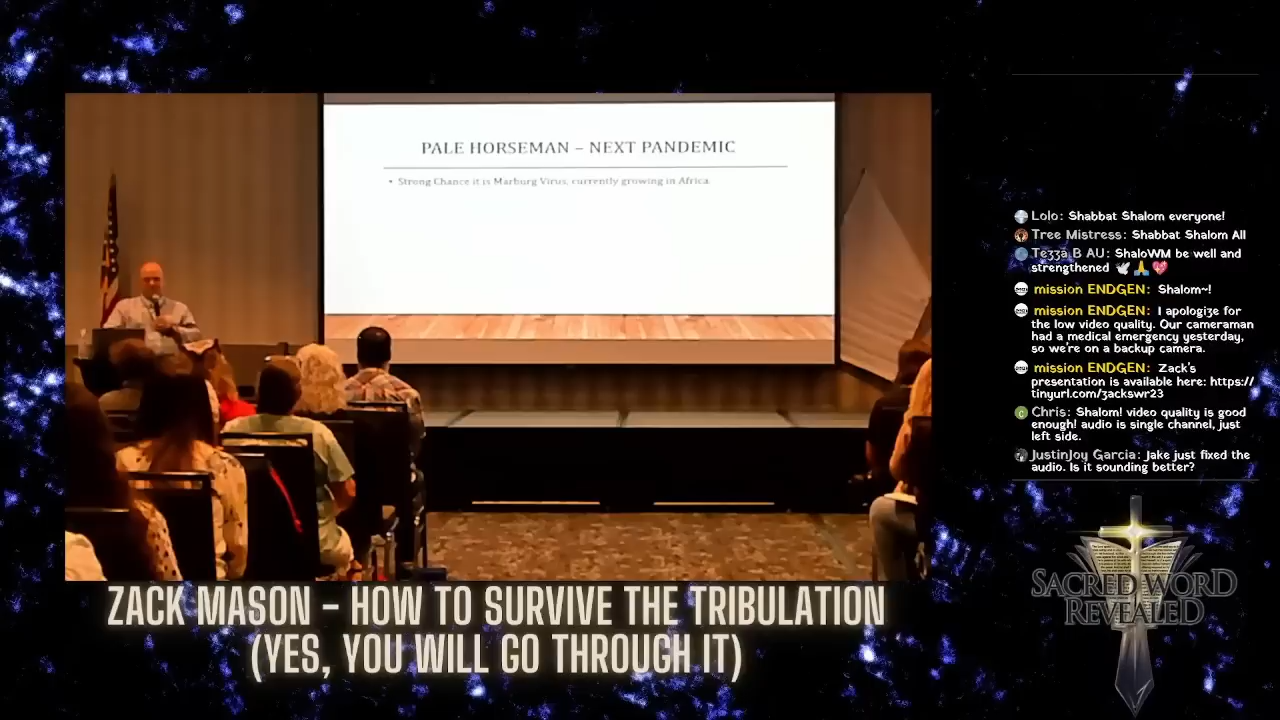 PALE HORSEMAN – NEXT PANDEMIC
• Strong Chance it is Marburg Virus, currently growing in Africa.
Lolo: Shabbat Shalom everyone!
Tree Mistress: Shabbat Shalom All
Teʒʒa B AU: ShaloWM be well and
strengthened 🕊️🙏💖
mission ENDGEN: Shalom~!
mission ENDGEN: I apologize for
the low video quality. Our cameraman
had a medical emergency yesterday,
so we're on a backup camera.
mission ENDGEN: Zack's
presentation is available here: https://
tinyurl.com/zackswr23
Chris: Shalom! video quality is good
enough! audio is single channel, just
left side.
JustinJoy Garcia: Jake just fixed the
audio. Is it sounding better?
SACRED WORD
REVEALED
ZACK MASON – HOW TO SURVIVE THE TRIBULATION
(YES, YOU WILL GO THROUGH IT)